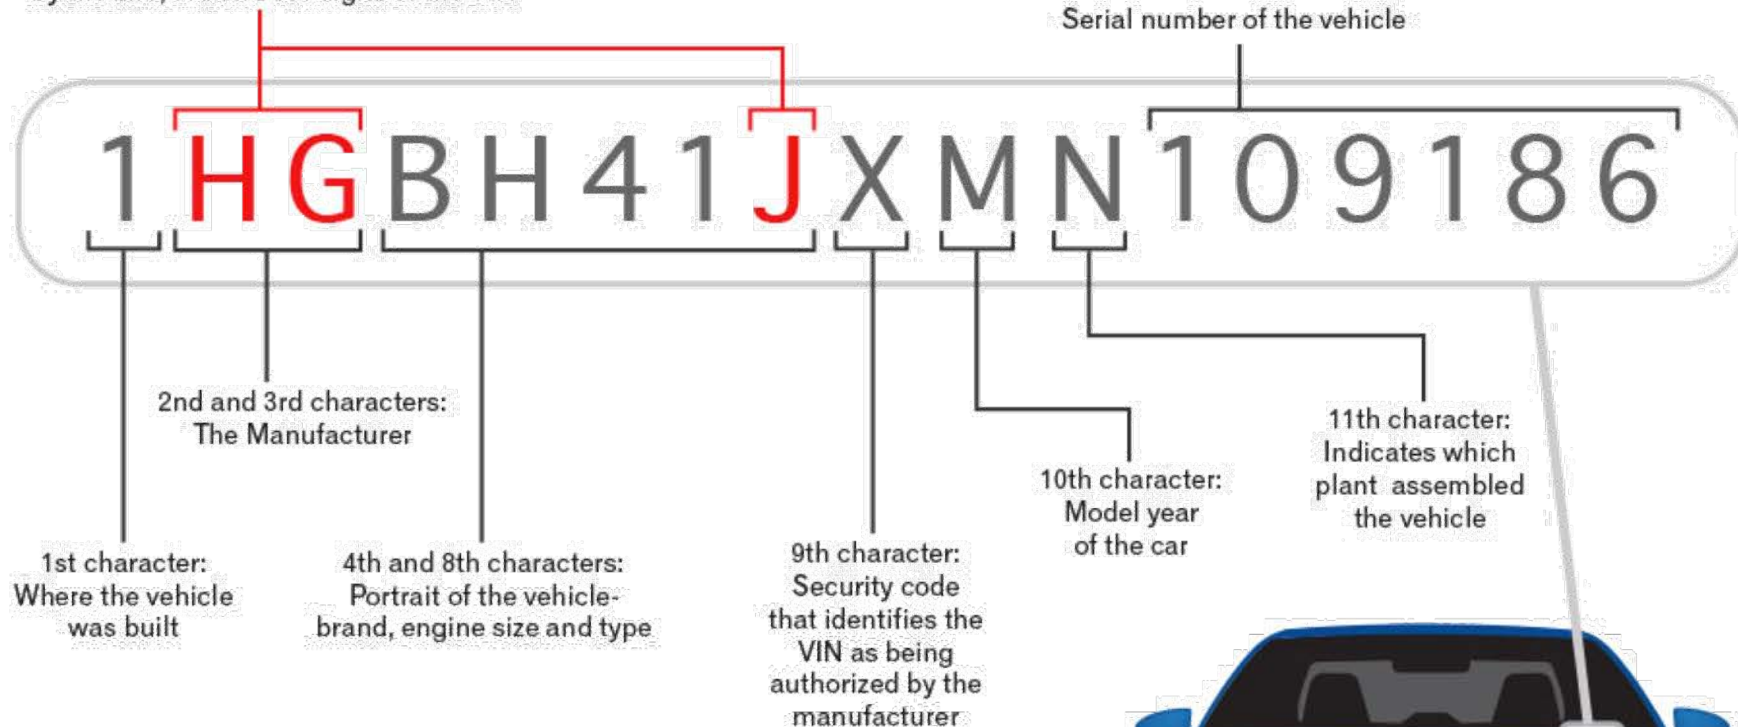 Serial number of the vehicle
1HGBH41JXMN109186
2nd and 3rd characters:
The Manufacturer
11th character:
Indicates which
plant assembled
the vehicle
10th character:
Model year
of the car
1st character:
Where the vehicle
was built
4th and 8th characters:
Portrait of the vehicle-
brand, engine size and type
9th character:
Security code
that identifies the
VIN as being
authorized by the
manufacturer